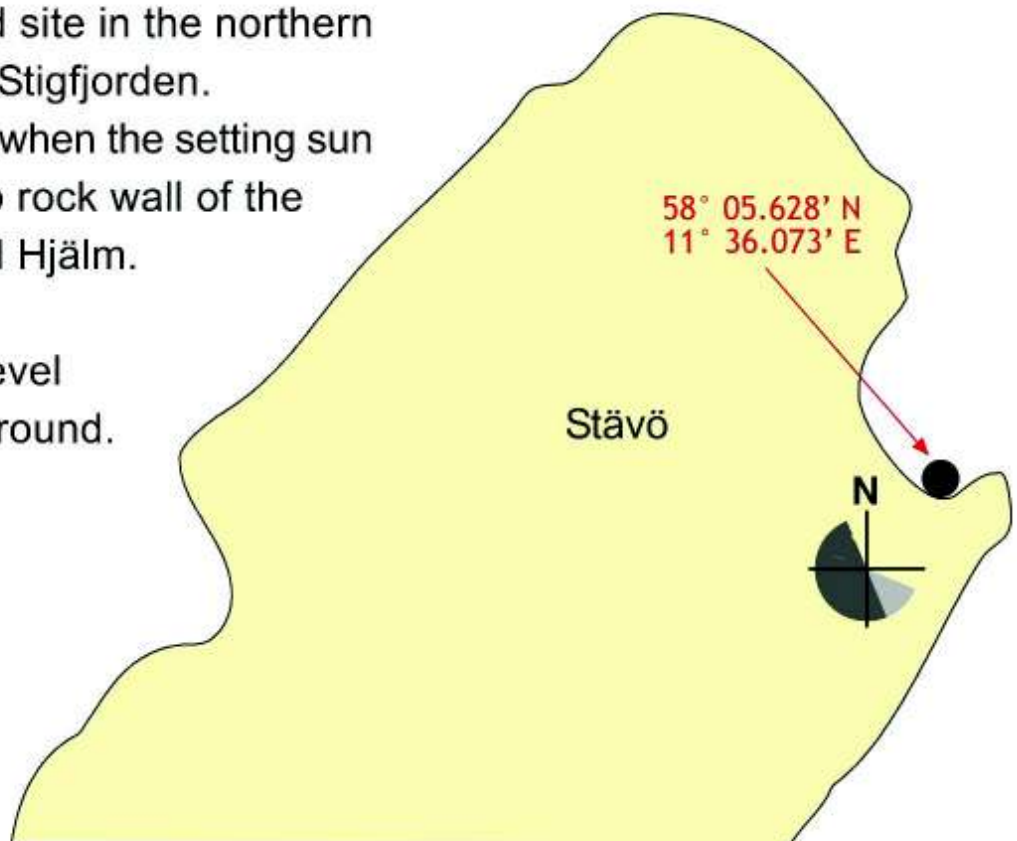 site in the northern
Stigfjorden.
when the setting sun
rock wall of the
Hjälm.
round.
58° 05.628’ N
11° 36.073’ E
Stävö
N